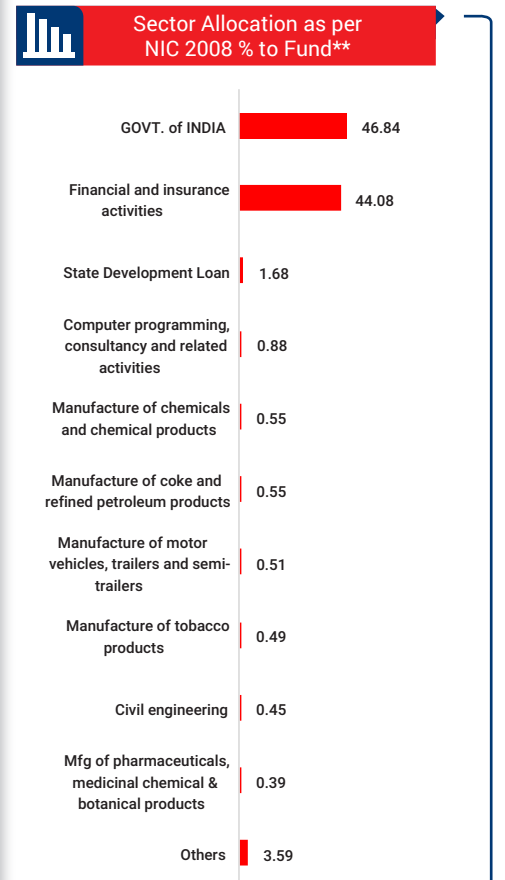 Sector Allocation as per
NIC 2008 % to Fund**
GOVT. of INDIA 46.84
Financial and insurance
activities 44.08
State Development Loan 1.68
Computer programming,
consultancy and related 0.88
activities
Manufacture of chemicals
and chemical products 0.55
Manufacture of coke and
refined petroleum products 0.55
Manufacture of motor
vehicles, trailers and semi- 0.51
trailers
Manufacture of tobacco
products 0.49
Civil engineering 0.45
Mfg of pharmaceuticals,
medicinal chemical & 0.39
botanical products
Others 3.59